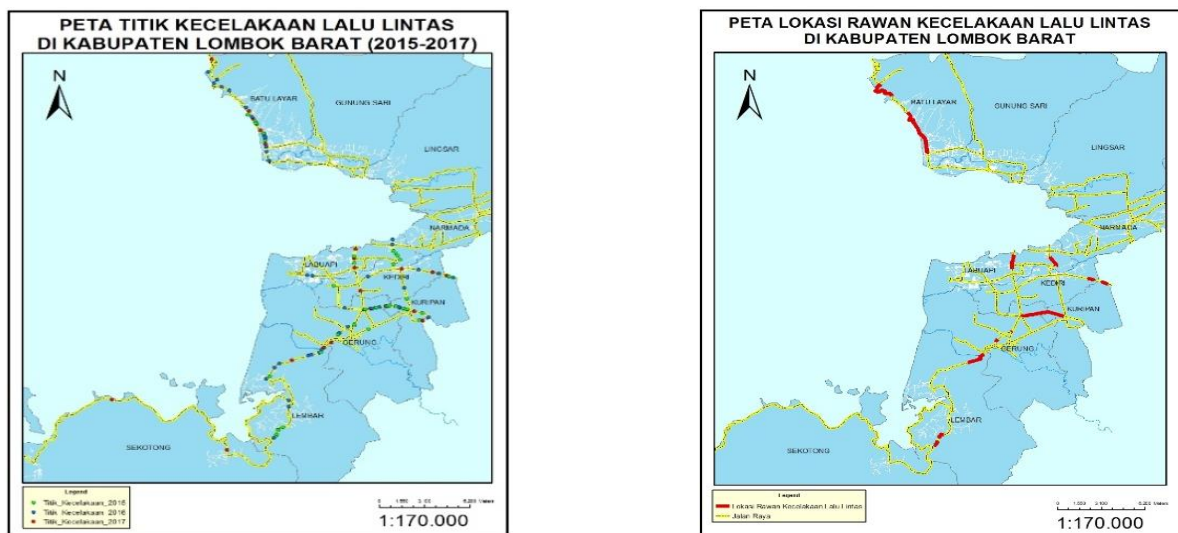 PETA TITIK KECELAKAAN LALU LINTAS
DI KABUPATEN LOMBOK BARAT (2015-2017)
N
BATU LAYAR
GUNUNG SARI
LINGSAR
NARMADA
LABUAPI
KEDIRI
KURIPAN
GERUNG
LEMBAR
SEKOTONG
Legend
Titik_Kecelakaan_2015
Titik_Kecelakaan_2016
Titik_Kecelakaan_2017
Meters
1:170.000
PETA LOKASI RAWAN KECELAKAAN LALU LINTAS
DI KABUPATEN LOMBOK BARAT
N
BATU LAYAR
GUNUNG SARI
LINGSAR
NARMADA
LABUAPI
KEDIRI
KURIPAN
GERUNG
LEMBAR
SEKOTONG
Legend
Lokasi Rawan Kecelakaan Lalu Lintas
Jalan Raya
Meters
1:170.000